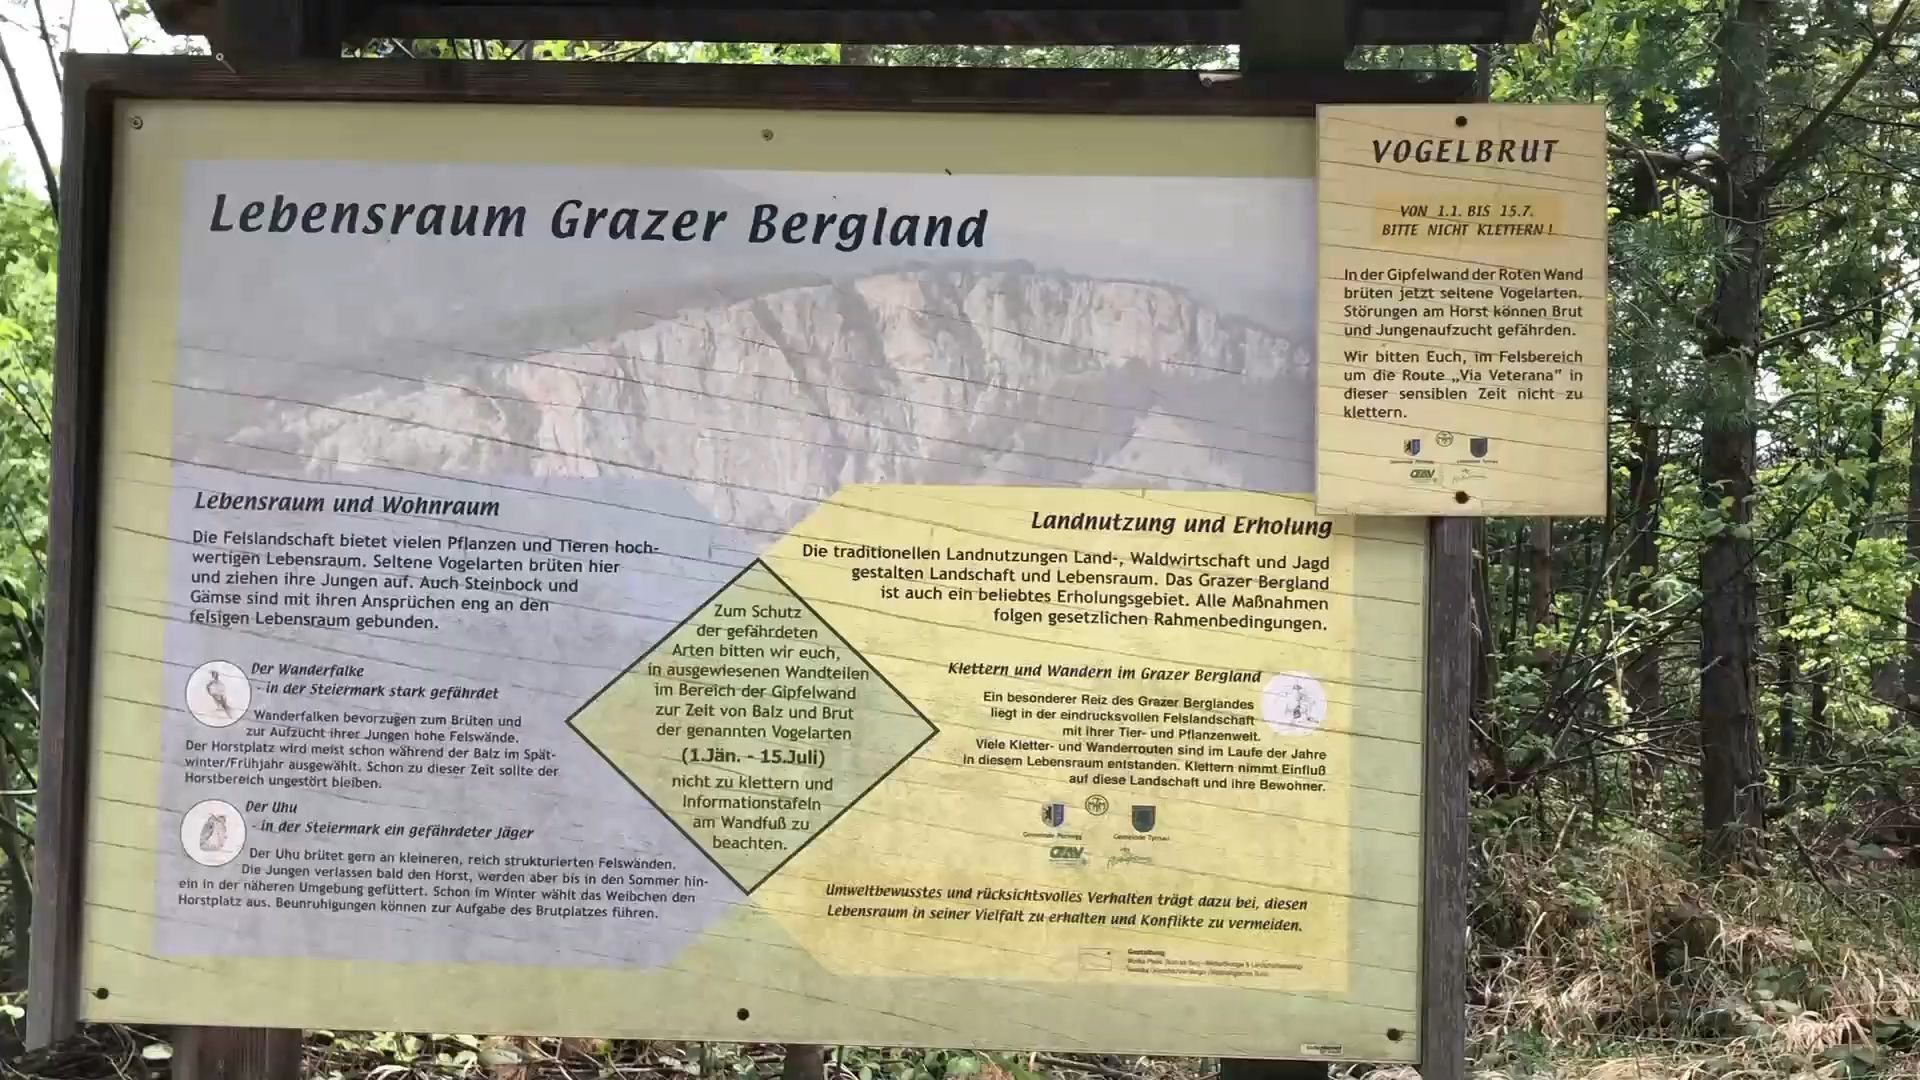 Lebensraum Grazer Bergland
Lebensraum und Wohnraum
Die Felslandschaft bietet vielen Pflanzen und Tieren hoch-
wertigen Lebensraum. Seltene Vogelarten brüten hier
und ziehen ihre Jungen auf. Auch Steinbock und
Gämse sind mit ihren Ansprüchen eng an den
felsigen Lebensraum gebunden.
Der Wanderfalke
- in der Steiermark stark gefährdet
Wanderfalken bevorzugen zum Brüten und
zur Aufzucht ihrer Jungen hohe Felswände.
Der Horstplatz wird meist schon während der Balz im Spät-
winter/Frühjahr ausgewählt. Schon zu dieser Zeit sollte der
Horstbereich ungestört bleiben.
Der Uhu
- in der Steiermark ein gefährdeter Jäger
Der Uhu brütet gern an kleineren, reich strukturierten Felswänden.
Die Jungen verlassen bald den Horst, werden aber bis in den Sommer hin-
ein in der näheren Umgebung gefüttert. Schon im Winter wählt das Weibchen den
Horstplatz aus. Beunruhigungen können zur Aufgabe des Brutplatzes führen.
Zum Schutz
der gefährdeten
Arten bitten wir euch,
in ausgewiesenen Wandteilen
im Bereich der Gipfelwand
zur Zeit von Balz und Brut
der genannten Vogelarten
(1.Jän. - 15.Juli)
nicht zu klettern und
Informationstafeln
am Wandfuß zu
beachten.
Landnutzung und Erholung
Die traditionellen Landnutzungen Land-, Waldwirtschaft und Jagd
gestalten Landschaft und Lebensraum. Das Grazer Bergland
ist auch ein beliebtes Erholungsgebiet. Alle Maßnahmen
folgen gesetzlichen Rahmenbedingungen.
Klettern und Wandern im Grazer Bergland
Ein besonderer Reiz des Grazer Berglandes
liegt in der eindrucksvollen Felslandschaft
mit ihrer Tier- und Pflanzenwelt.
Viele Kletter- und Wanderrouten sind im Laufe der Jahre
in diesem Lebensraum entstanden. Klettern nimmt Einfluß
auf diese Landschaft und ihre Bewohner.
Gemeinde Gemeinde Tyrnau
Umweltbewusstes und rücksichtsvolles Verhalten trägt dazu bei, diesen
Lebensraum in seiner Vielfalt zu erhalten und Konflikte zu vermeiden.
Gestaltung
VOGELBRUT
VON 1.1. BIS 15.7.
BITTE NICHT KLETTERN !
In der Gipfelwand der Roten Wand
brüten jetzt seltene Vogelarten.
Störungen am Horst können Brut
und Jungenaufzucht gefährden.
Wir bitten Euch, im Felsbereich
um die Route „Via Veterana" in
dieser sensiblen Zeit nicht zu
klettern.